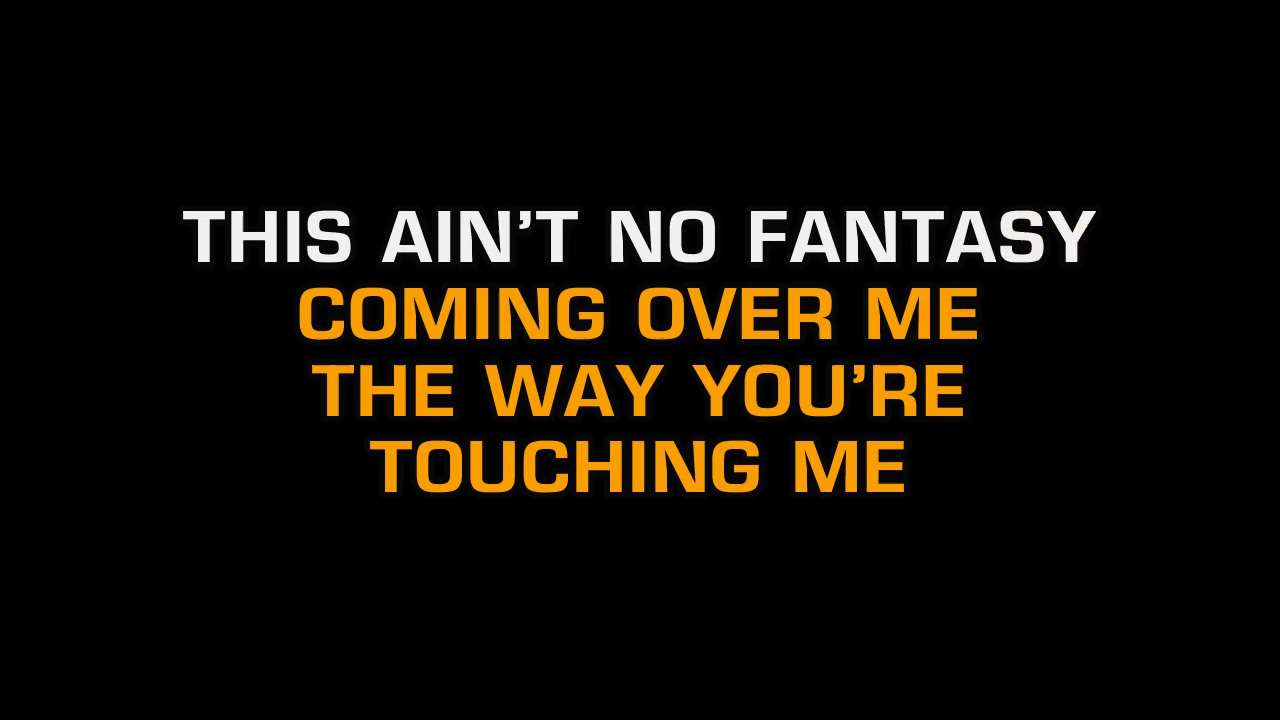 THIS AIN’T NO FANTASY
COMING OVER ME
THE WAY YOU’RE
TOUCHING ME